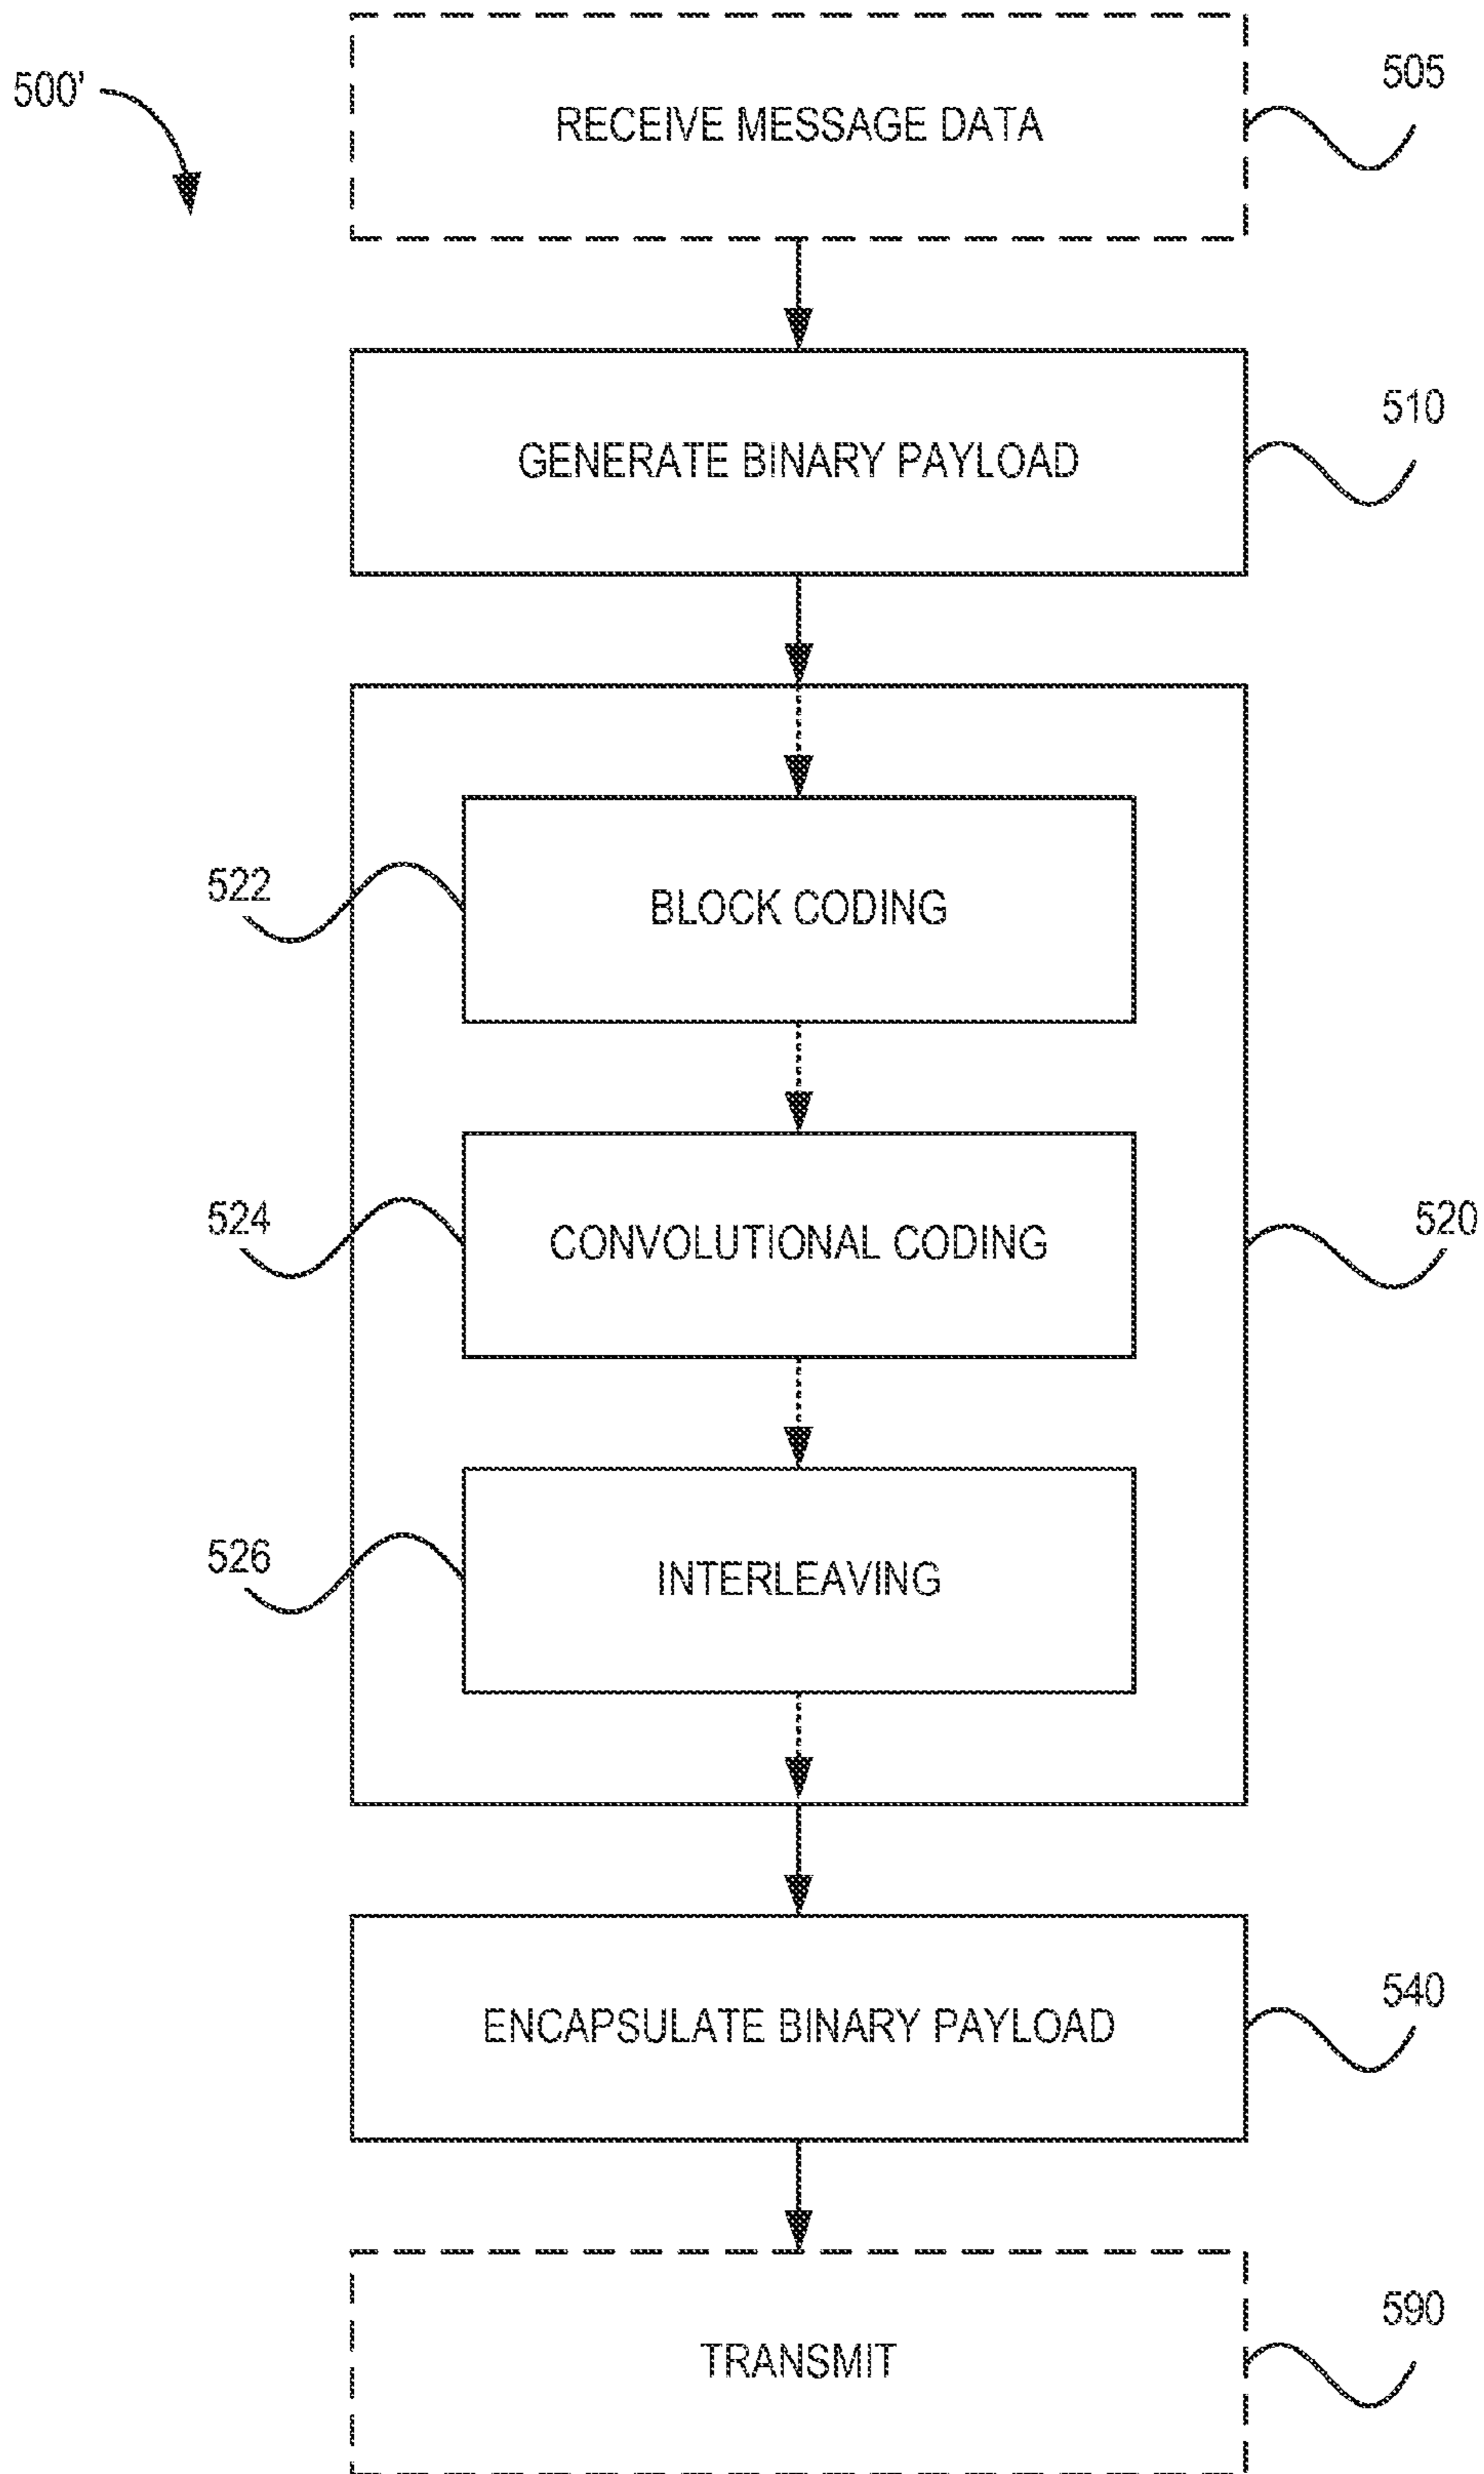 500'
RECEIVE MESSAGE DATA
505
GENERATE BINARY PAYLOAD
510
522
BLOCK CODING
524
CONVOLUTIONAL CODING
520
526
INTERLEAVING
ENCAPSULATE BINARY PAYLOAD
540
TRANSMIT
590